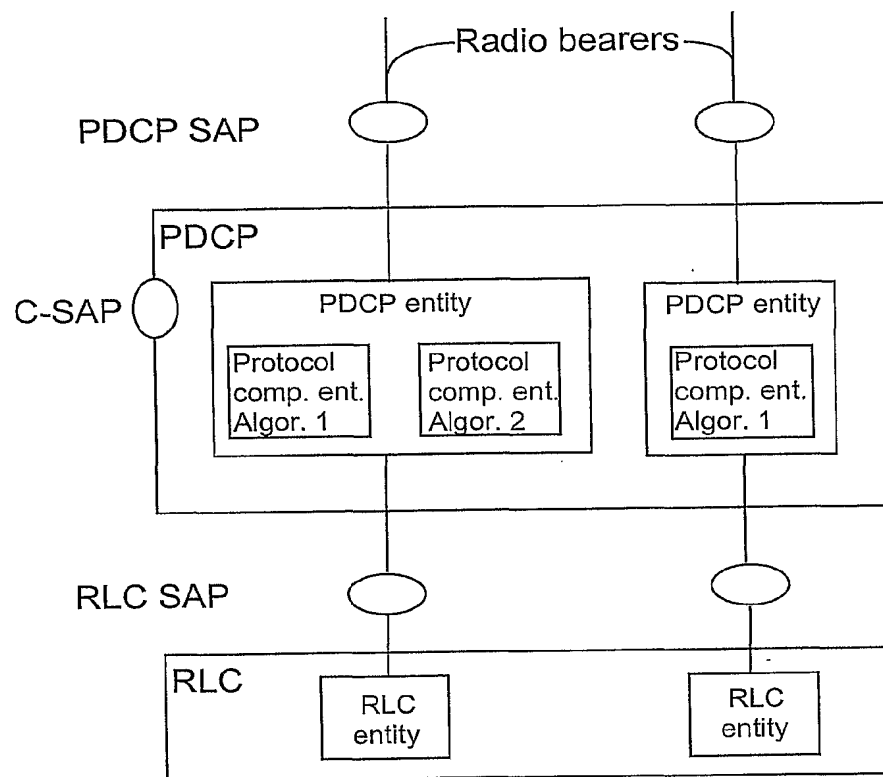 Radio bearers
PDCP SAP
PDCP
C-SAP
PDCP entity
Protocol
comp. ent.
Algor. 1
Protocol
comp. ent.
Algor. 2
PDCP entity
Protocol
comp. ent.
Algor. 1
RLC SAP
RLC
RLC
entity
RLC
entity